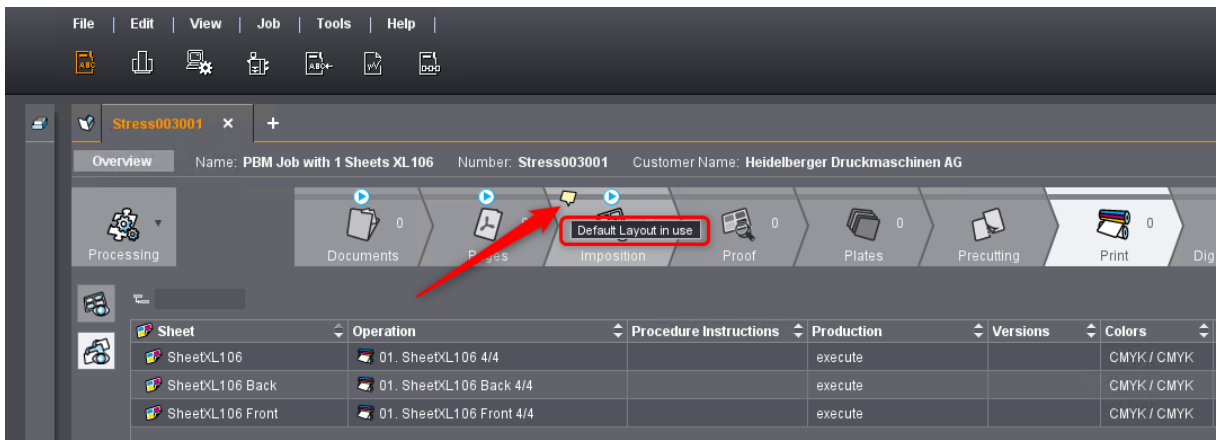 File | Edit | View | Job | Tools | Help |
Stress003001 × +
Overview Name: PBM Job with 1 Sheets XL106 Number: Stress003001 Customer Name: Heidelberger Druckmaschinen AG
0 0 0 0
Default Layout in use
Processing Documents Pages Imposition Proof Plates Precutting Print Dig
Sheet Operation Procedure Instructions Production Versions Colors
SheetXL106 01. SheetXL106 4/4 execute CMYK / CMYK
SheetXL106 Back 01. SheetXL106 Back 4/4 execute CMYK / CMYK
SheetXL106 Front 01. SheetXL106 Front 4/4 execute CMYK / CMYK